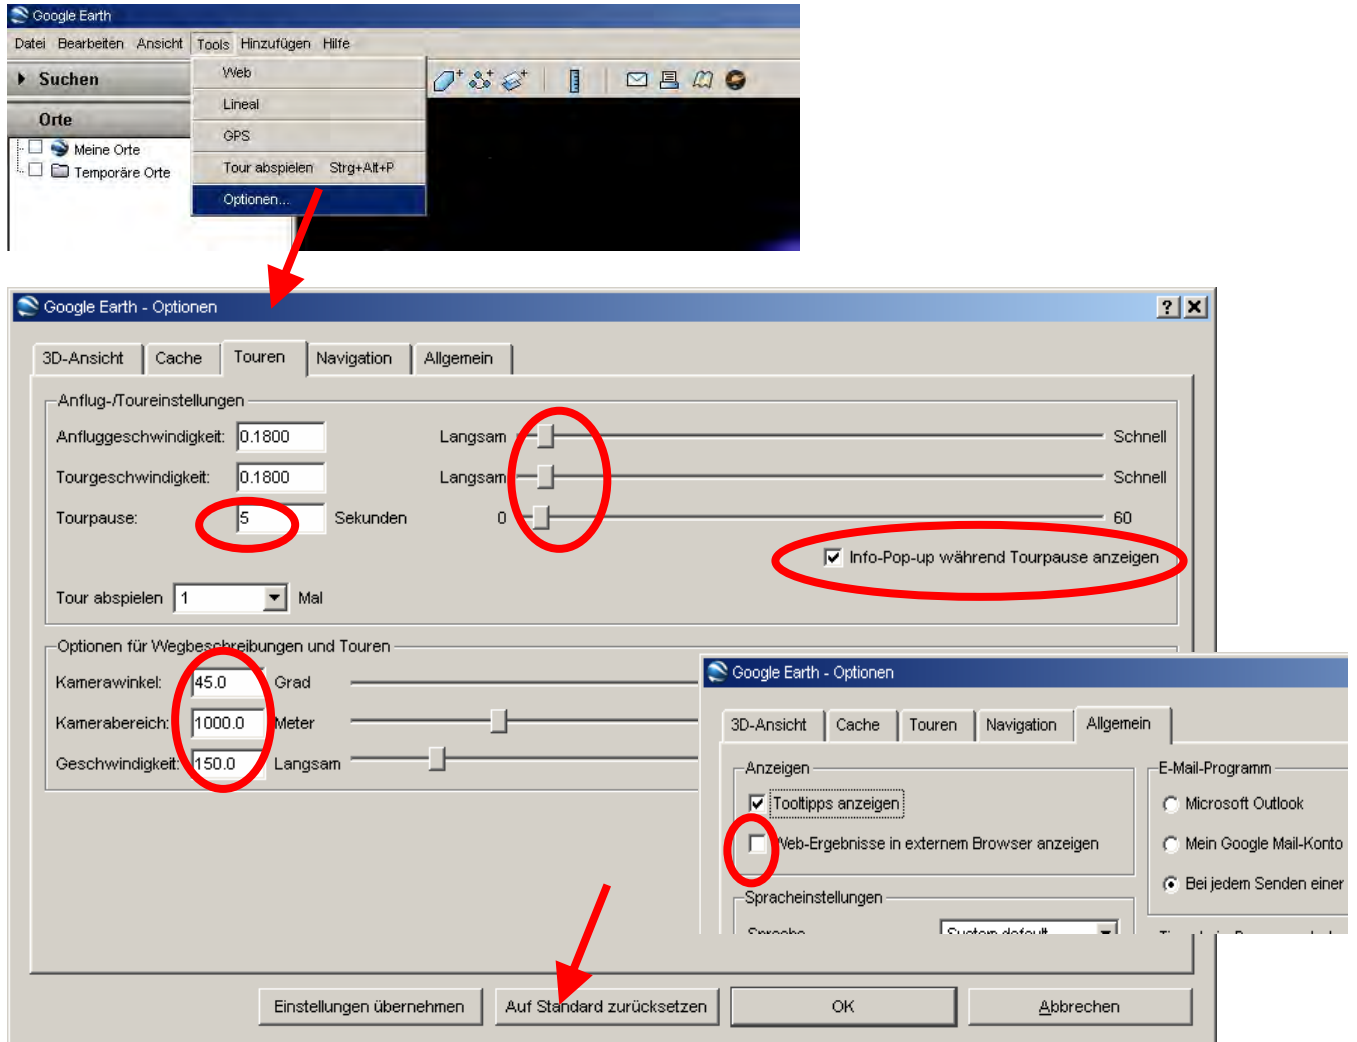 Google Earth
Datei Bearbeiten Ansicht Tools Hinzufügen Hilfe
Suchen
Web
Lineal
Orte
GPS
Meine Orte
Tour abspielen Strg+Alt+P
Temporäre Orte
Optionen...
Google Earth - Optionen
3D-Ansicht Cache Touren Navigation Allgemein
Anflug-/Toureinstellungen
Anfluggeschwindigkeit: 0.1800 Langsam Schnell
Tourgeschwindigkeit: 0.1800 Langsam Schnell
Tourpause: 5 Sekunden 0 60
Info-Pop-up während Tourpause anzeigen
Tour abspielen 1 Mal
Optionen für Wegbeschreibungen und Touren
Kamerawinkel: 45.0 Grad
Kamerabereich: 1000.0 Meter
Geschwindigkeit: 150.0 Langsam
Google Earth - Optionen
3D-Ansicht Cache Touren Navigation Allgemein
Anzeigen
Tooltipps anzeigen
Web-Ergebnisse in externem Browser anzeigen
Spracheinstellungen
Sprache System default
E-Mail-Programm
Microsoft Outlook
Mein Google Mail-Konto
Bei jedem Senden einer
Einstellungen übernehmen Auf Standard zurücksetzen OK Abbrechen